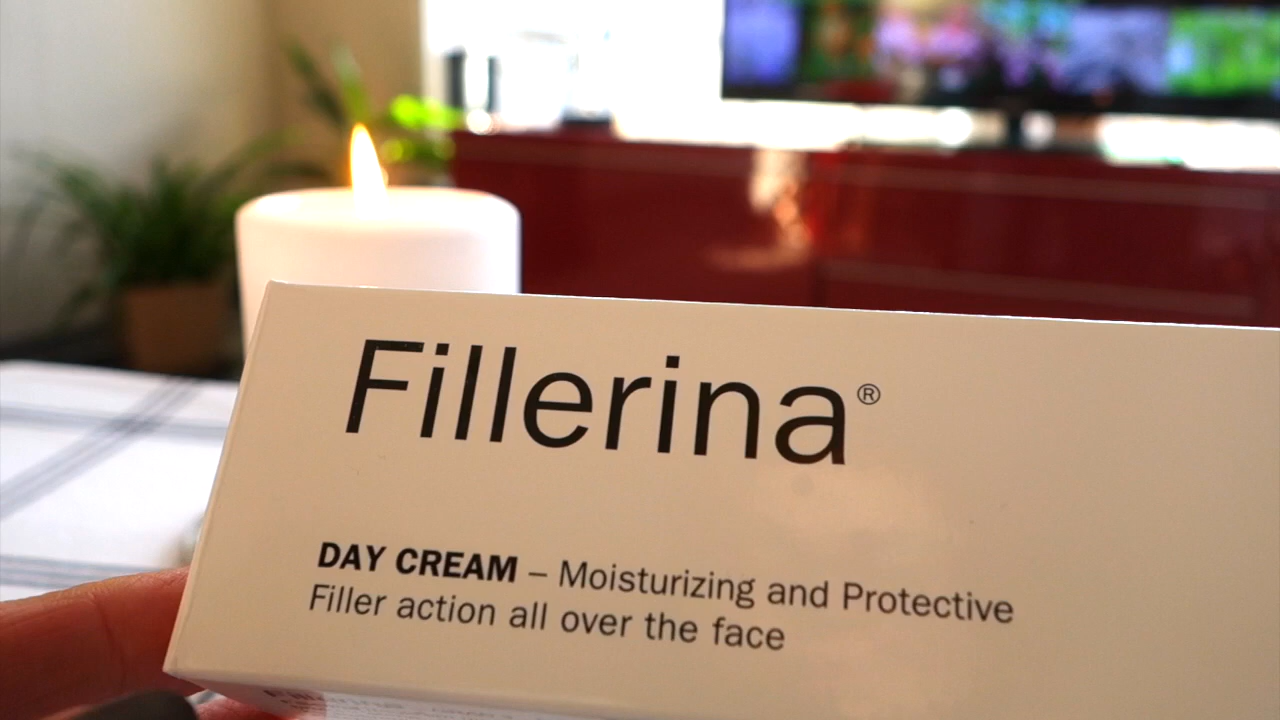 Fillerina®
DAY CREAM – Moisturizing and Protective
Filler action all over the face